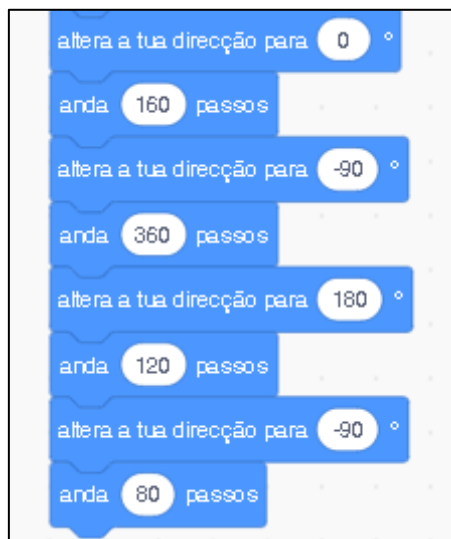 altera a tua direcção para 0 °
anda 160 passos
altera a tua direcção para -90 °
anda 360 passos
altera a tua direcção para 180 °
anda 120 passos
altera a tua direcção para -90 °
anda 80 passos